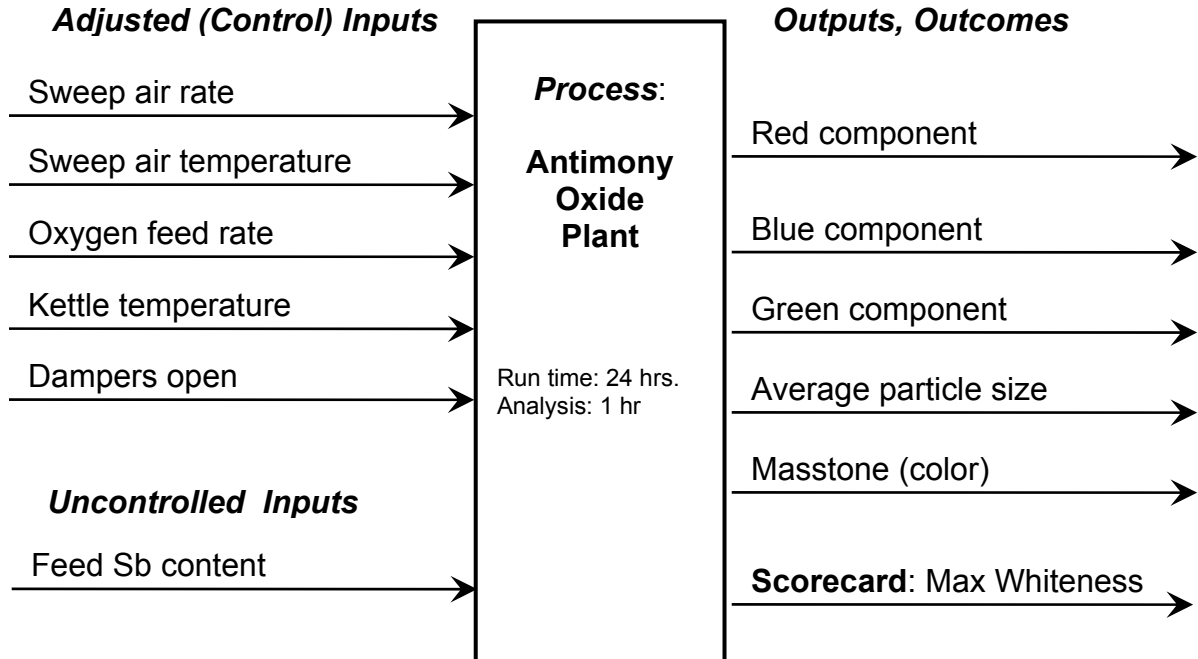 Adjusted (Control) Inputs
Sweep air rate
Sweep air temperature
Oxygen feed rate
Kettle temperature
Dampers open
Uncontrolled Inputs
Feed Sb content
Process:
Antimony
Oxide
Plant
Run time: 24 hrs.
Analysis: 1 hr
Outputs, Outcomes
Red component
Blue component
Green component
Average particle size
Masstone (color)
Scorecard: Max Whiteness